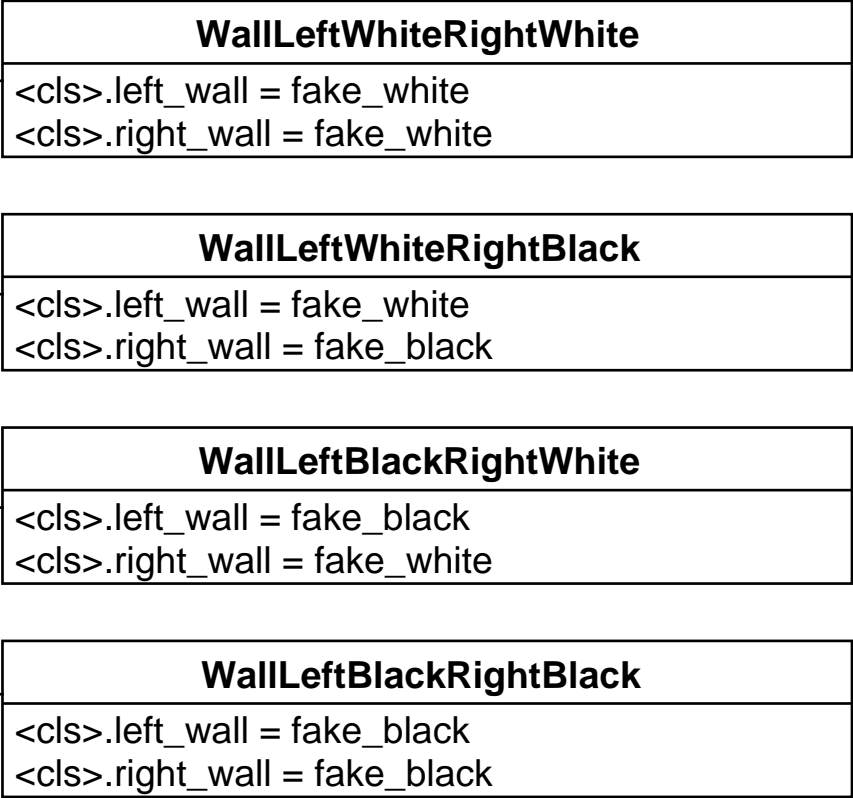 WallLeftWhiteRightWhite
<cls>.left_wall = fake_white
<cls>.right_wall = fake_white
WallLeftWhiteRightBlack
<cls>.left_wall = fake_white
<cls>.right_wall = fake_black
WallLeftBlackRightWhite
<cls>.left_wall = fake_black
<cls>.right_wall = fake_white
WallLeftBlackRightBlack
<cls>.left_wall = fake_black
<cls>.right_wall = fake_black